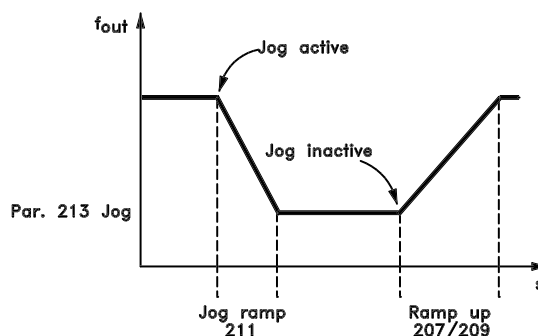 fout
Jog active
Jog inactive
Par. 213 Jog
s
Jog ramp
211
Ramp up
207/209